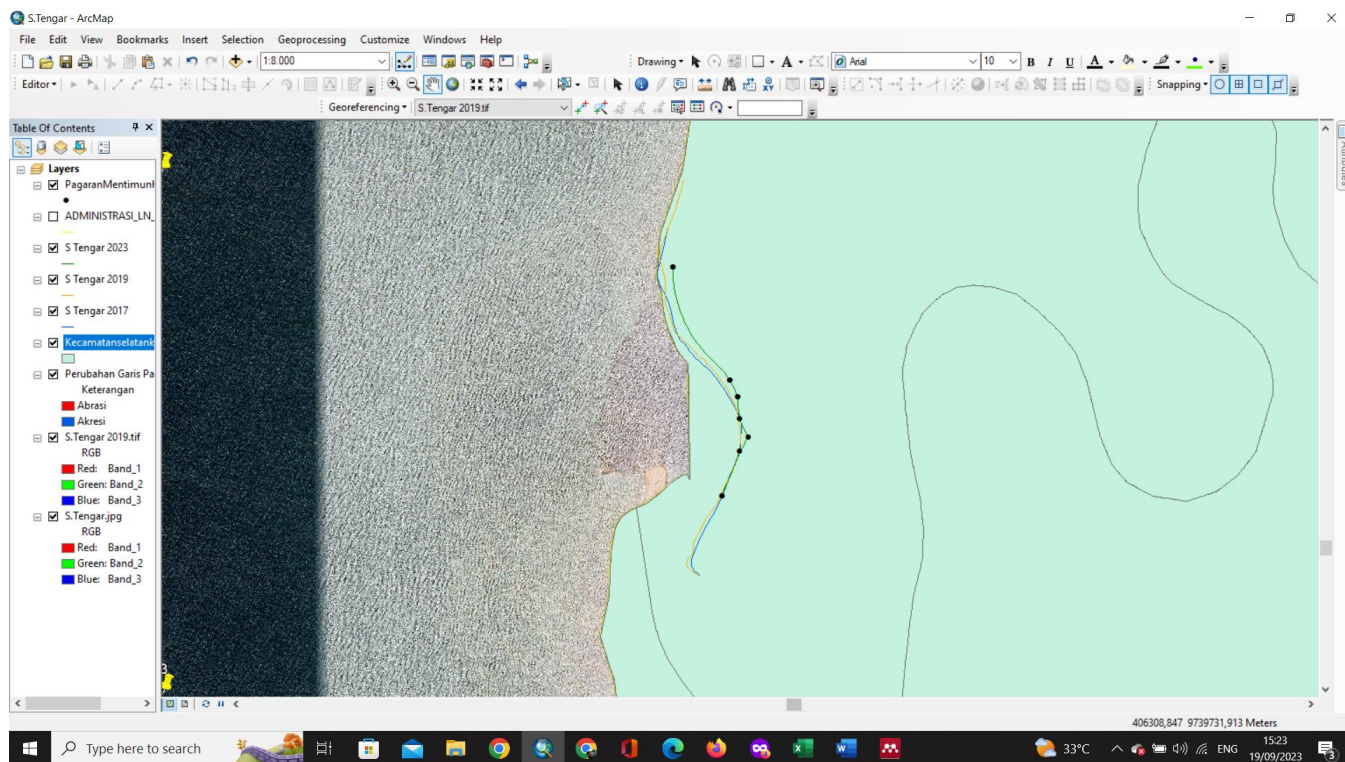 S.Tengar - ArcMap
File Edit View Bookmarks Insert Selection Geoprocessing Customize Windows Help
1:8.000
Drawing
Arial
10
B I U A
Editor
Snapping
Georeferencing
S.Tengar 2019.tif
Table Of Contents
Layers
PagaranMentimunk
ADMINISTRASI_LN_
S Tengar 2023
S Tengar 2019
S Tengar 2017
Kecamatanselatank
Perubahan Garis Pa
Keterangan
Abrasi
Akresi
S.Tengar 2019.tif
RGB
Red: Band_1
Green: Band_2
Blue: Band_3
S.Tengar.jpg
RGB
Red: Band_1
Green: Band_2
Blue: Band_3
406308,847 9739731,913 Meters
Type here to search
33°C
ENG
15:23
19/09/2023
3